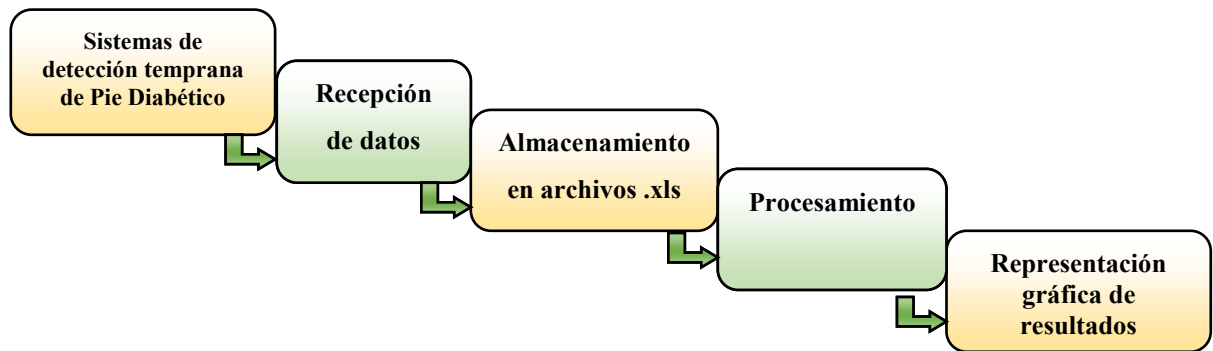 Sistemas de
detección temprana
de Pie Diabético
Recepción
de datos
Almacenamiento
en archivos .xls
Procesamiento
Representación
gráfica de
resultados